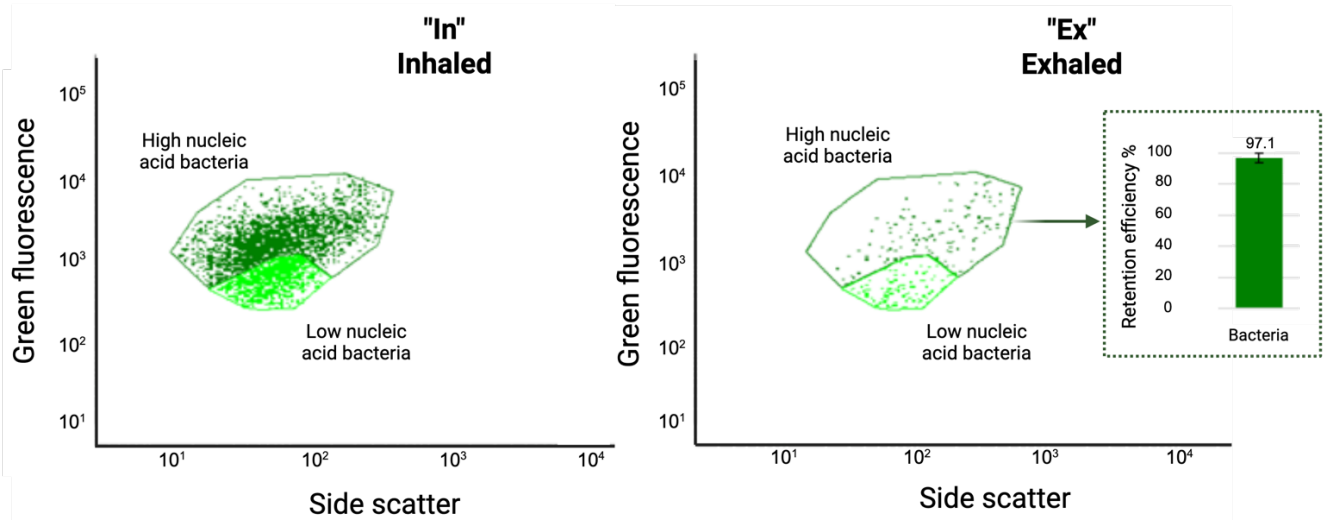 "In"
Inhaled
Green fluorescence
10⁵
10⁴
10³
10²
10¹
High nucleic
acid bacteria
Low nucleic
acid bacteria
10¹ 10² 10³ 10⁴
Side scatter
"Ex"
Exhaled
Green fluorescence
10⁵
10⁴
10³
10²
10¹
High nucleic
acid bacteria
Low nucleic
acid bacteria
10¹ 10² 10³ 10⁴
Side scatter
Retention efficiency %
97.1
100
80
60
40
20
0
Bacteria